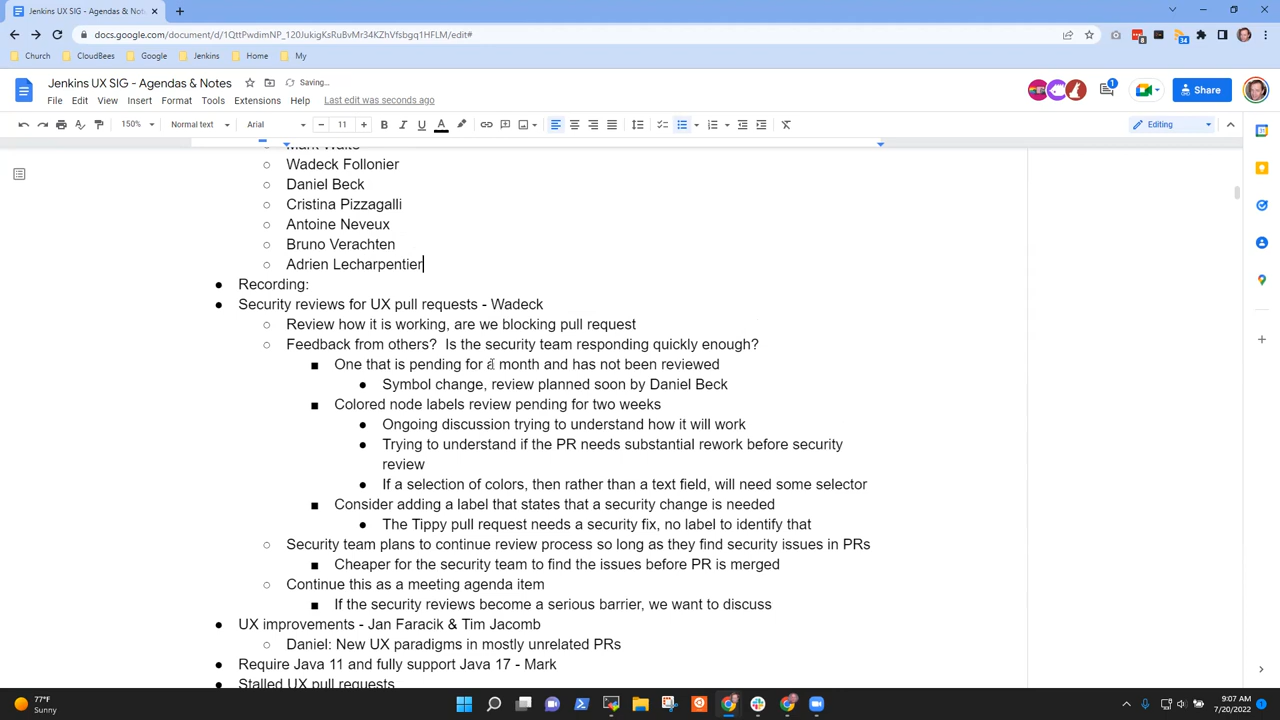 Jenkins UX SIG - Agendas & Notes
docs.google.com/document/d/1QttPwdimNP_120JukigKsRuBvMr34KZhVfsbgq1HFLM/edit#
Church CloudBees Google Jenkins Home My
Jenkins UX SIG - Agendas & Notes Saving...
File Edit View Insert Format Tools Extensions Help Last edit was seconds ago
1 Share
150% Normal text Arial 11 Editing
Mark Waite
Wadeck Follonier
Daniel Beck
Cristina Pizzagalli
Antoine Neveux
Bruno Verachten
Adrien Lecharpentier
Recording:
Security reviews for UX pull requests - Wadeck
Review how it is working, are we blocking pull request
Feedback from others? Is the security team responding quickly enough?
One that is pending for a month and has not been reviewed
Symbol change, review planned soon by Daniel Beck
Colored node labels review pending for two weeks
Ongoing discussion trying to understand how it will work
Trying to understand if the PR needs substantial rework before security
review
If a selection of colors, then rather than a text field, will need some selector
Consider adding a label that states that a security change is needed
The Tippy pull request needs a security fix, no label to identify that
Security team plans to continue review process so long as they find security issues in PRs
Cheaper for the security team to find the issues before PR is merged
Continue this as a meeting agenda item
If the security reviews become a serious barrier, we want to discuss
UX improvements - Jan Faracik & Tim Jacomb
Daniel: New UX paradigms in mostly unrelated PRs
Require Java 11 and fully support Java 17 - Mark
Stalled UX pull requests
77°F
Sunny
9:07 AM
7/20/2022